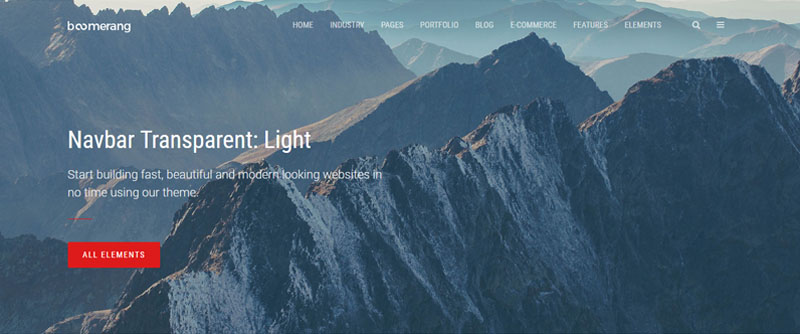 boomerang
HOME INDUSTRY PAGES PORTFOLIO BLOG E-COMMERCE FEATURES ELEMENTS
Navbar Transparent: Light
Start building fast, beautiful and modern looking websites in
no time using our theme.
ALL ELEMENTS